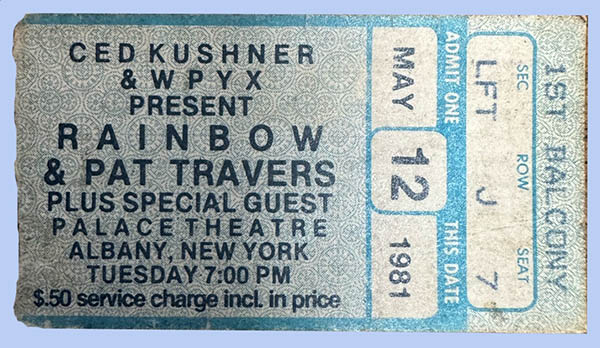 CED KUSHNER
& WPYX
PRESENT
RAINBOW
& PAT TRAVERS
PLUS SPECIAL GUEST
PALACE THEATRE
ALBANY, NEW YORK
TUESDAY 7:00 PM
$.50 service charge incl. in price
MAY 12 1981
ADMIT ONE THIS DATE
LFT J 7
SEC ROW SEAT
1ST BALCONY